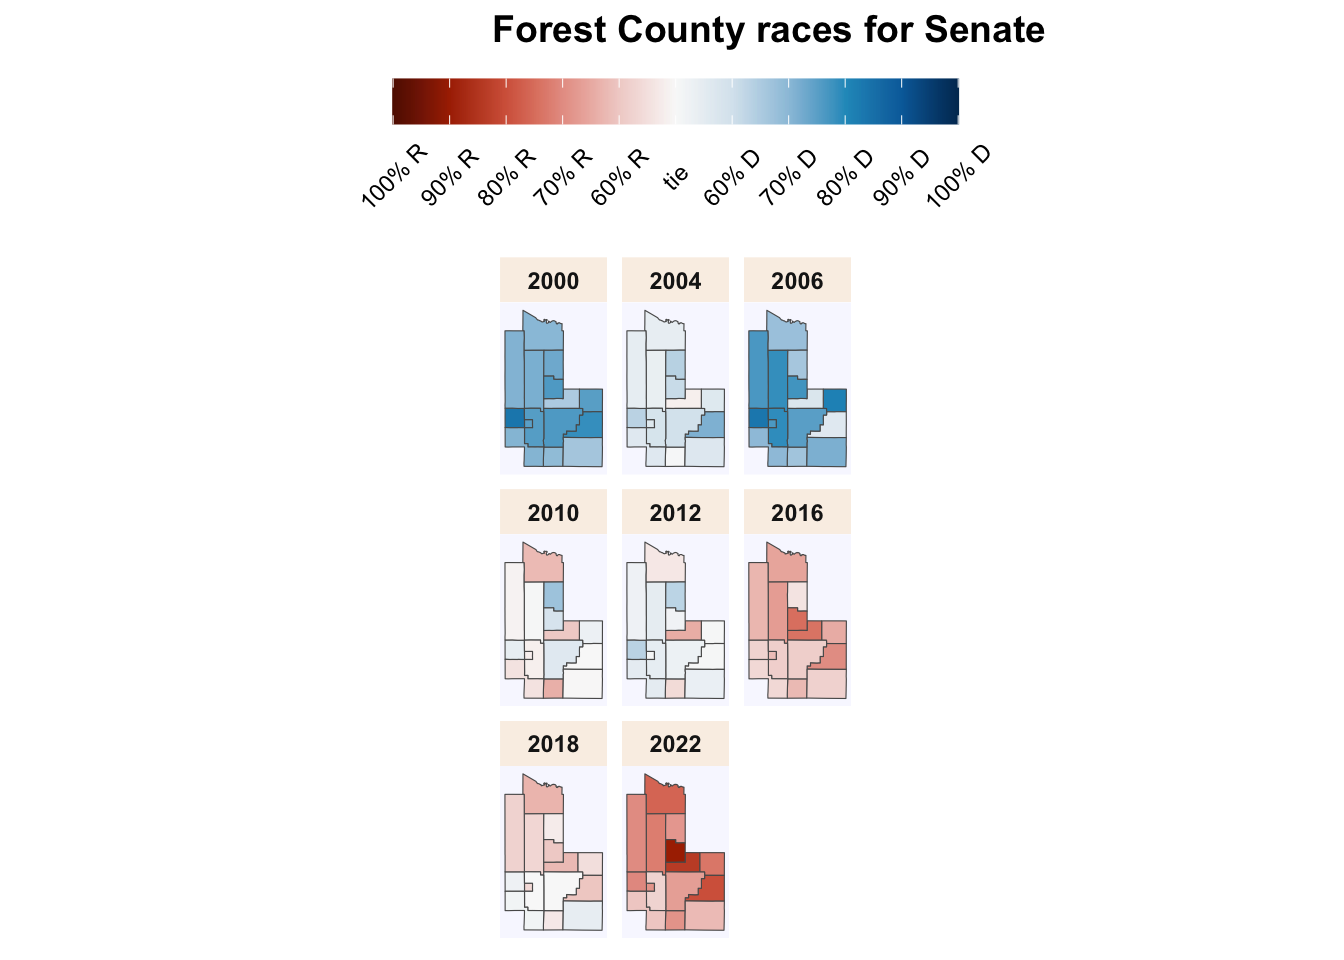 Forest County races for Senate
100% R 90% R 80% R 70% R 60% R tie 60% D 70% D 80% D 90% D 100% D
2000 2004 2006
2010 2012 2016
2018 2022